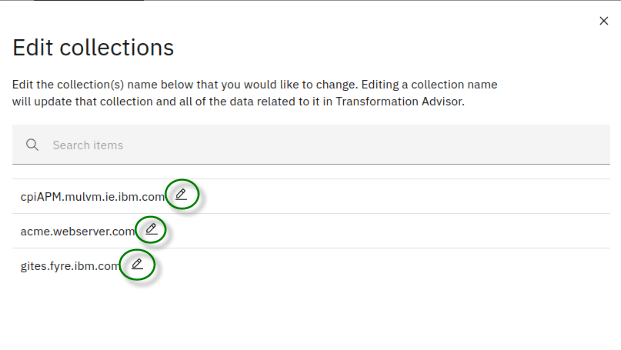 Edit collections
Edit the collection(s) name below that you would like to change. Editing a collection name
will update that collection and all of the data related to it in Transformation Advisor.
Search items
cpiAPM.mulvm.ie.ibm.com
acme.webserver.com
gites.fyre.ibm.com